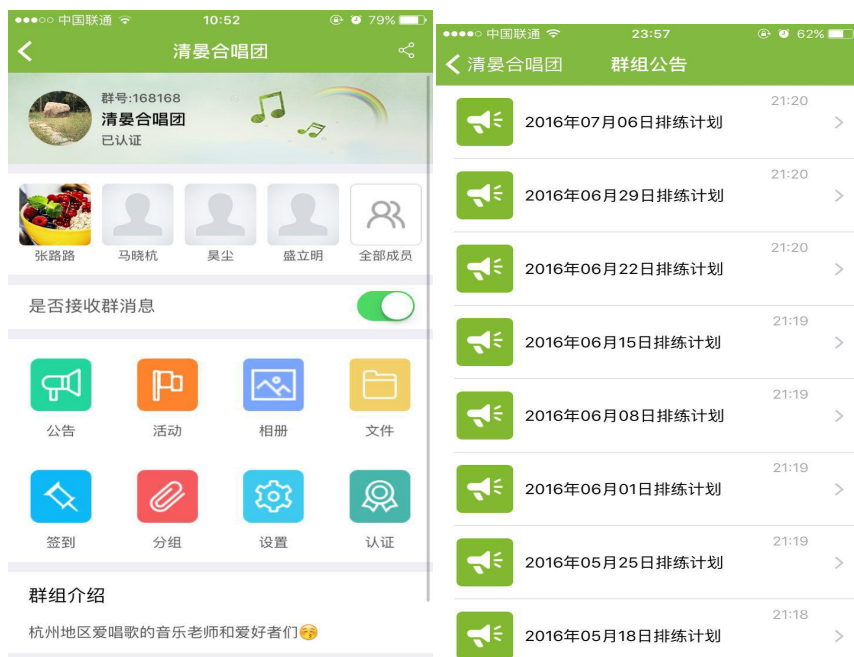 中国联通 10:52 79%
清晏合唱团
群号:168168
清晏合唱团
已认证
张路路 马晓杭 昊尘 盛立明 全部成员
是否接收群消息
公告 活动 相册 文件
签到 分组 设置 认证
群组介绍
杭州地区爱唱歌的音乐老师和爱好者们😚
中国联通 23:57 62%
清晏合唱团 群组公告
21:20
2016年07月06日排练计划
21:20
2016年06月29日排练计划
21:20
2016年06月22日排练计划
21:19
2016年06月15日排练计划
21:19
2016年06月08日排练计划
21:19
2016年06月01日排练计划
21:19
2016年05月25日排练计划
21:18
2016年05月18日排练计划